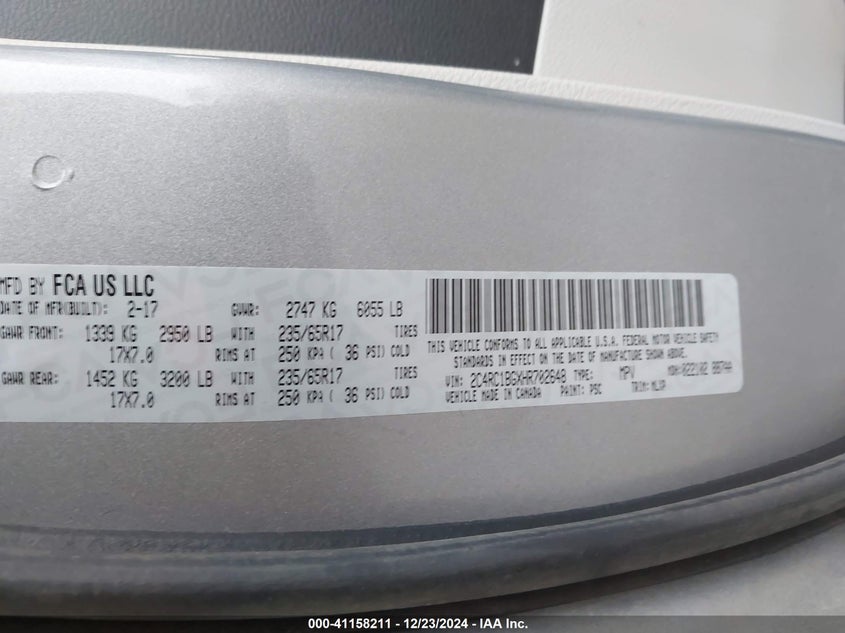 MFD BY FCA US LLC
DATE OF MFR(BUILT): 2-17 GVWR: 2747 KG 6055 LB
GAWR FRONT: 1339 KG 2950 LB WITH 235/65R17 TIRES
17X7.0 RIMS AT 250 KPA ( 36 PSI) COLD
GAWR REAR: 1452 KG 3200 LB WITH 235/65R17 TIRES
17X7.0 RIMS AT 250 KPA ( 36 PSI) COLD
THIS VEHICLE CONFORMS TO ALL APPLICABLE U.S.A. FEDERAL MOTOR VEHICLE SAFETY
STANDARDS IN EFFECT ON THE DATE OF MANUFACTURE SHOWN ABOVE.
VIN: 2C4RC1BGXHR702648 TYPE: MPV MDH:022102
VEHICLE MADE IN CANADA PAINT: PSC TRIM: MLVP
000-41158211 - 12/23/2024 - IAA Inc.